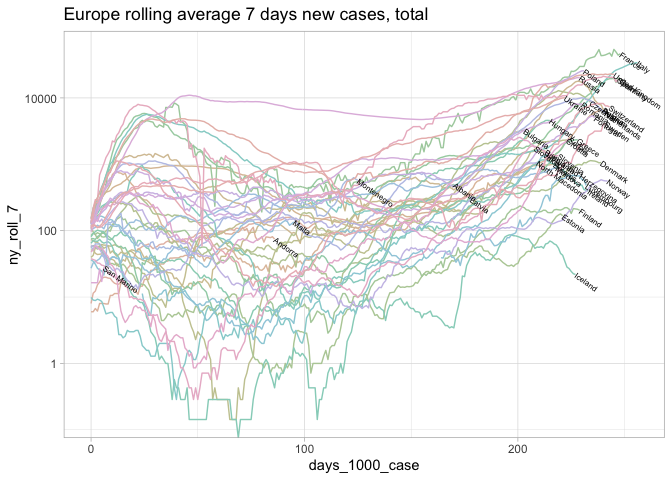 Europe rolling average 7 days new cases, total
ny_roll_7
10000
100
1
France
Italy
Poland
Russia
Germany
Ukraine
Switzerland
Hungary
Greece
Bulgaria
Denmark
Norway
North Macedonia
Montenegro
Albania
Latvia
Malta
Finland
Estonia
Andorra
San Marino
Iceland
0
100
200
days_1000_case